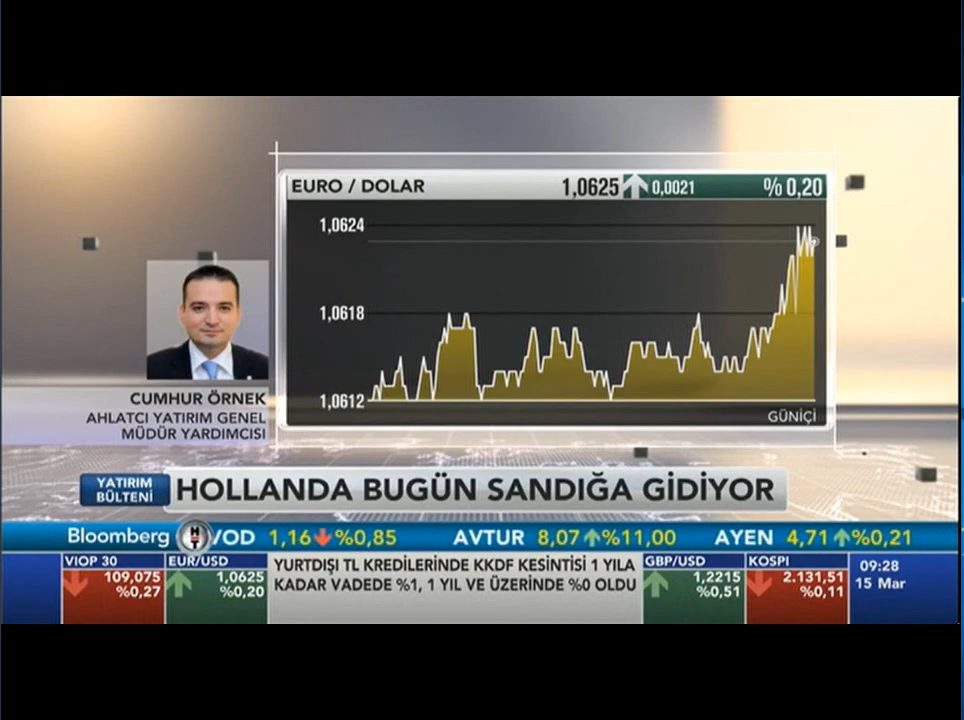 EURO / DOLAR 1,0625 0,0021 %0,20
1,0624
1,0618
1,0612
GÜNİÇİ
CUMHUR ÖRNEK
AHLATCI YATIRIM GENEL
MÜDÜR YARDIMCISI
YATIRIM
BÜLTENİ
HOLLANDA BUGÜN SANDIĞA GİDİYOR
Bloomberg HT VOD 1,16 %0,85 AVTUR 8,07 %11,00 AYEN 4,71 %0,21
VIOP 30
109,075
%0,27
EUR/USD
1,0625
%0,20
YURTDIŞI TL KREDİLERİNDE KKDF KESİNTİSİ 1 YILA
KADAR VADEDE %1, 1 YIL VE ÜZERİNDE %0 OLDU
GBP/USD
1,2215
%0,51
KOSPI
2.131,51
%0,11
09:28
15 Mar